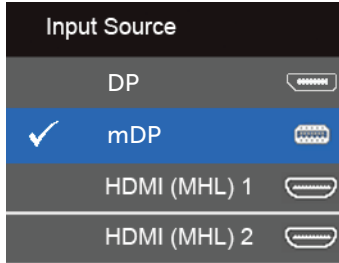 Input Source
DP
mDP
HDMI (MHL) 1
HDMI (MHL) 2